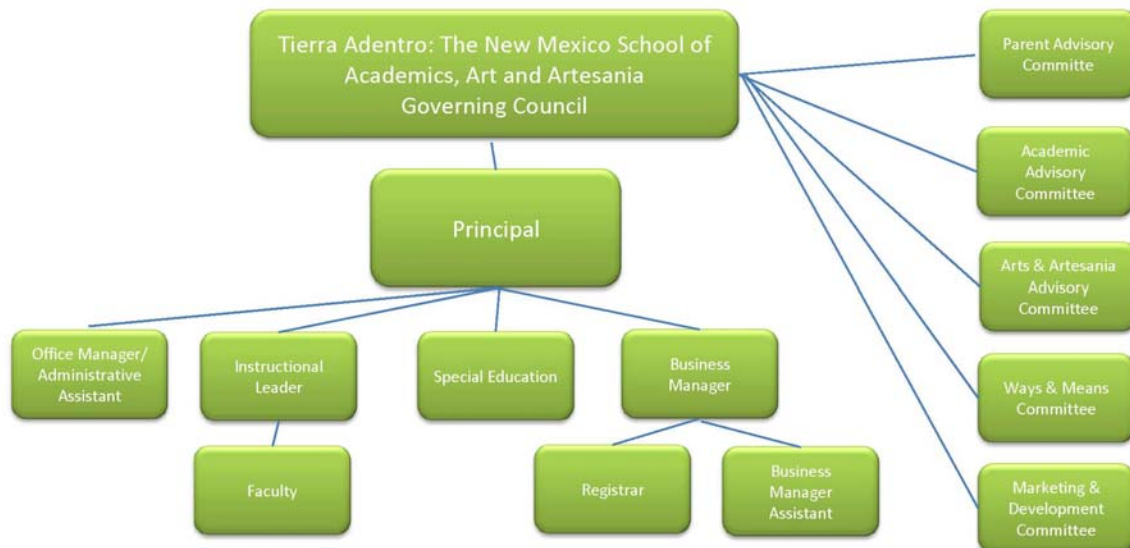 Tierra Adentro: The New Mexico School of
Academics, Art and Artesania
Governing Council
Parent Advisory
Committe
Academic
Advisory
Committee
Principal
Arts & Artesania
Advisory
Committee
Office Manager/
Administrative
Assistant
Instructional
Leader
Special Education
Business
Manager
Ways & Means
Committee
Faculty
Registrar
Business
Manager
Assistant
Marketing &
Development
Committee